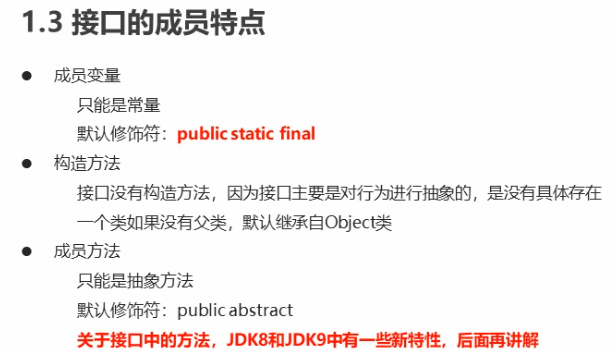 1.3 接口的成员特点
● 成员变量
只能是常量
默认修饰符：public static final
● 构造方法
接口没有构造方法，因为接口主要是对行为进行抽象的，是没有具体存在
一个类如果没有父类，默认继承自Object类
● 成员方法
只能是抽象方法
默认修饰符：public abstract
关于接口中的方法，JDK8和JDK9中有一些新特性，后面再讲解